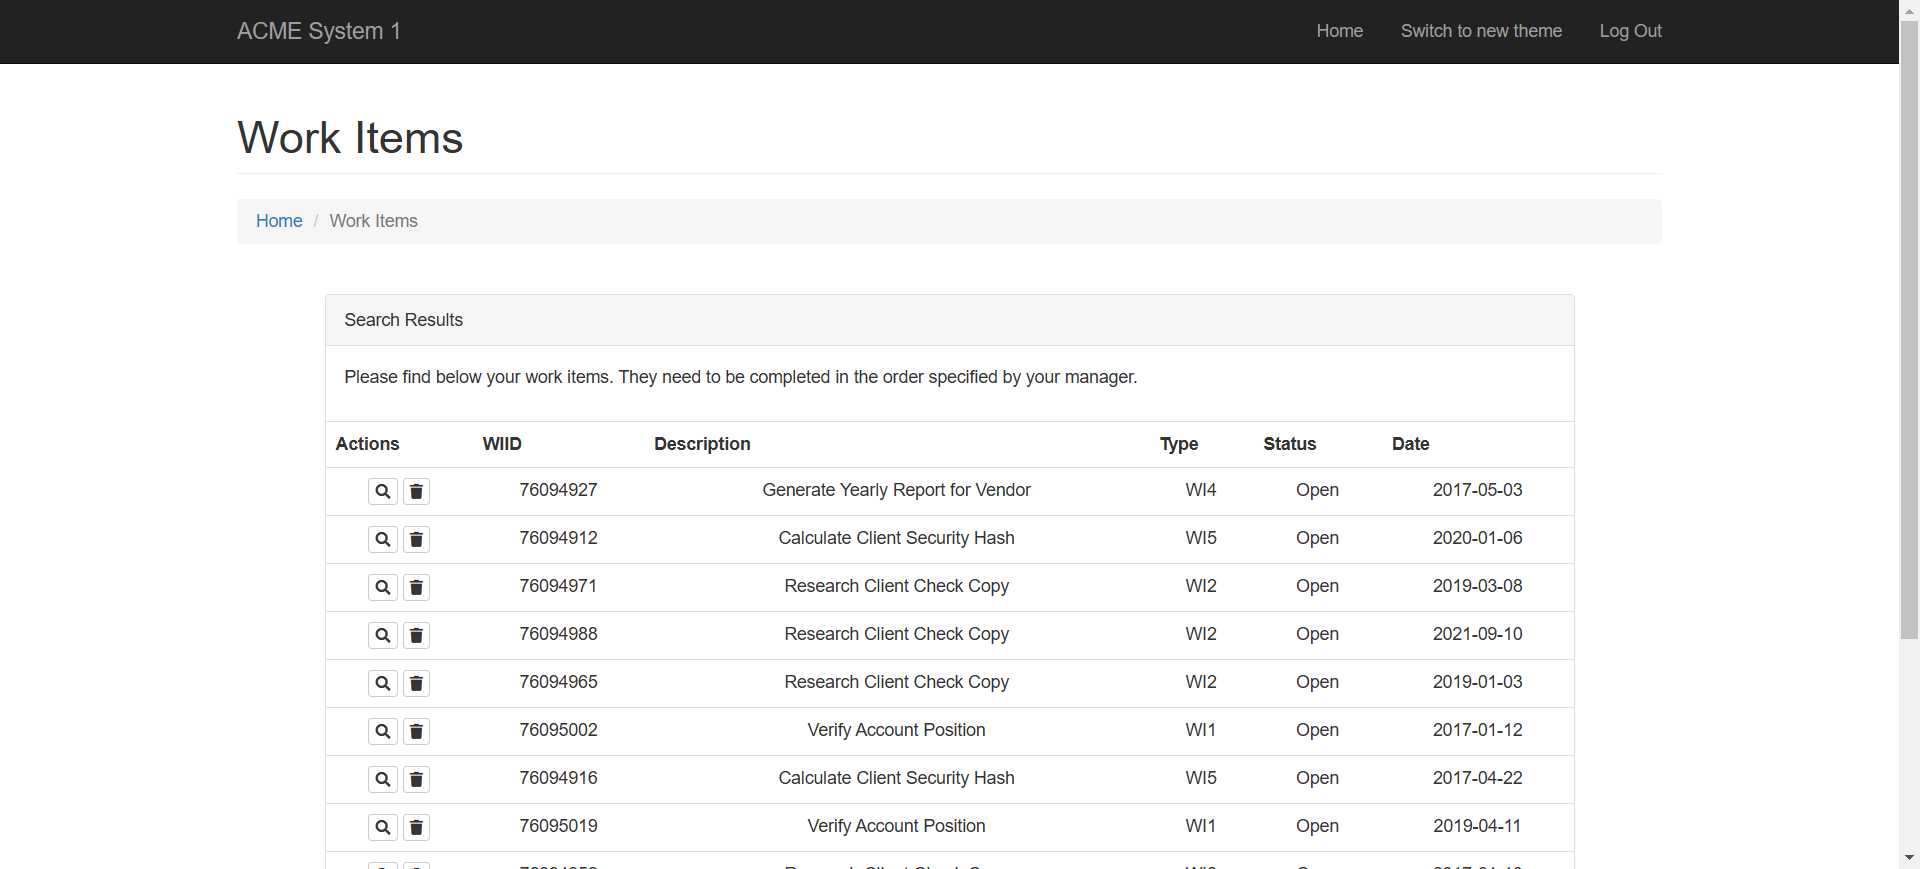 ACME System 1 Home Switch to new theme Log Out
Work Items
Home / Work Items
Search Results
Please find below your work items. They need to be completed in the order specified by your manager.
Actions WIID Description Type Status Date
76094927 Generate Yearly Report for Vendor WI4 Open 2017-05-03
76094912 Calculate Client Security Hash WI5 Open 2020-01-06
76094971 Research Client Check Copy WI2 Open 2019-03-08
76094988 Research Client Check Copy WI2 Open 2021-09-10
76094965 Research Client Check Copy WI2 Open 2019-01-03
76095002 Verify Account Position WI1 Open 2017-01-12
76094916 Calculate Client Security Hash WI5 Open 2017-04-22
76095019 Verify Account Position WI1 Open 2019-04-11